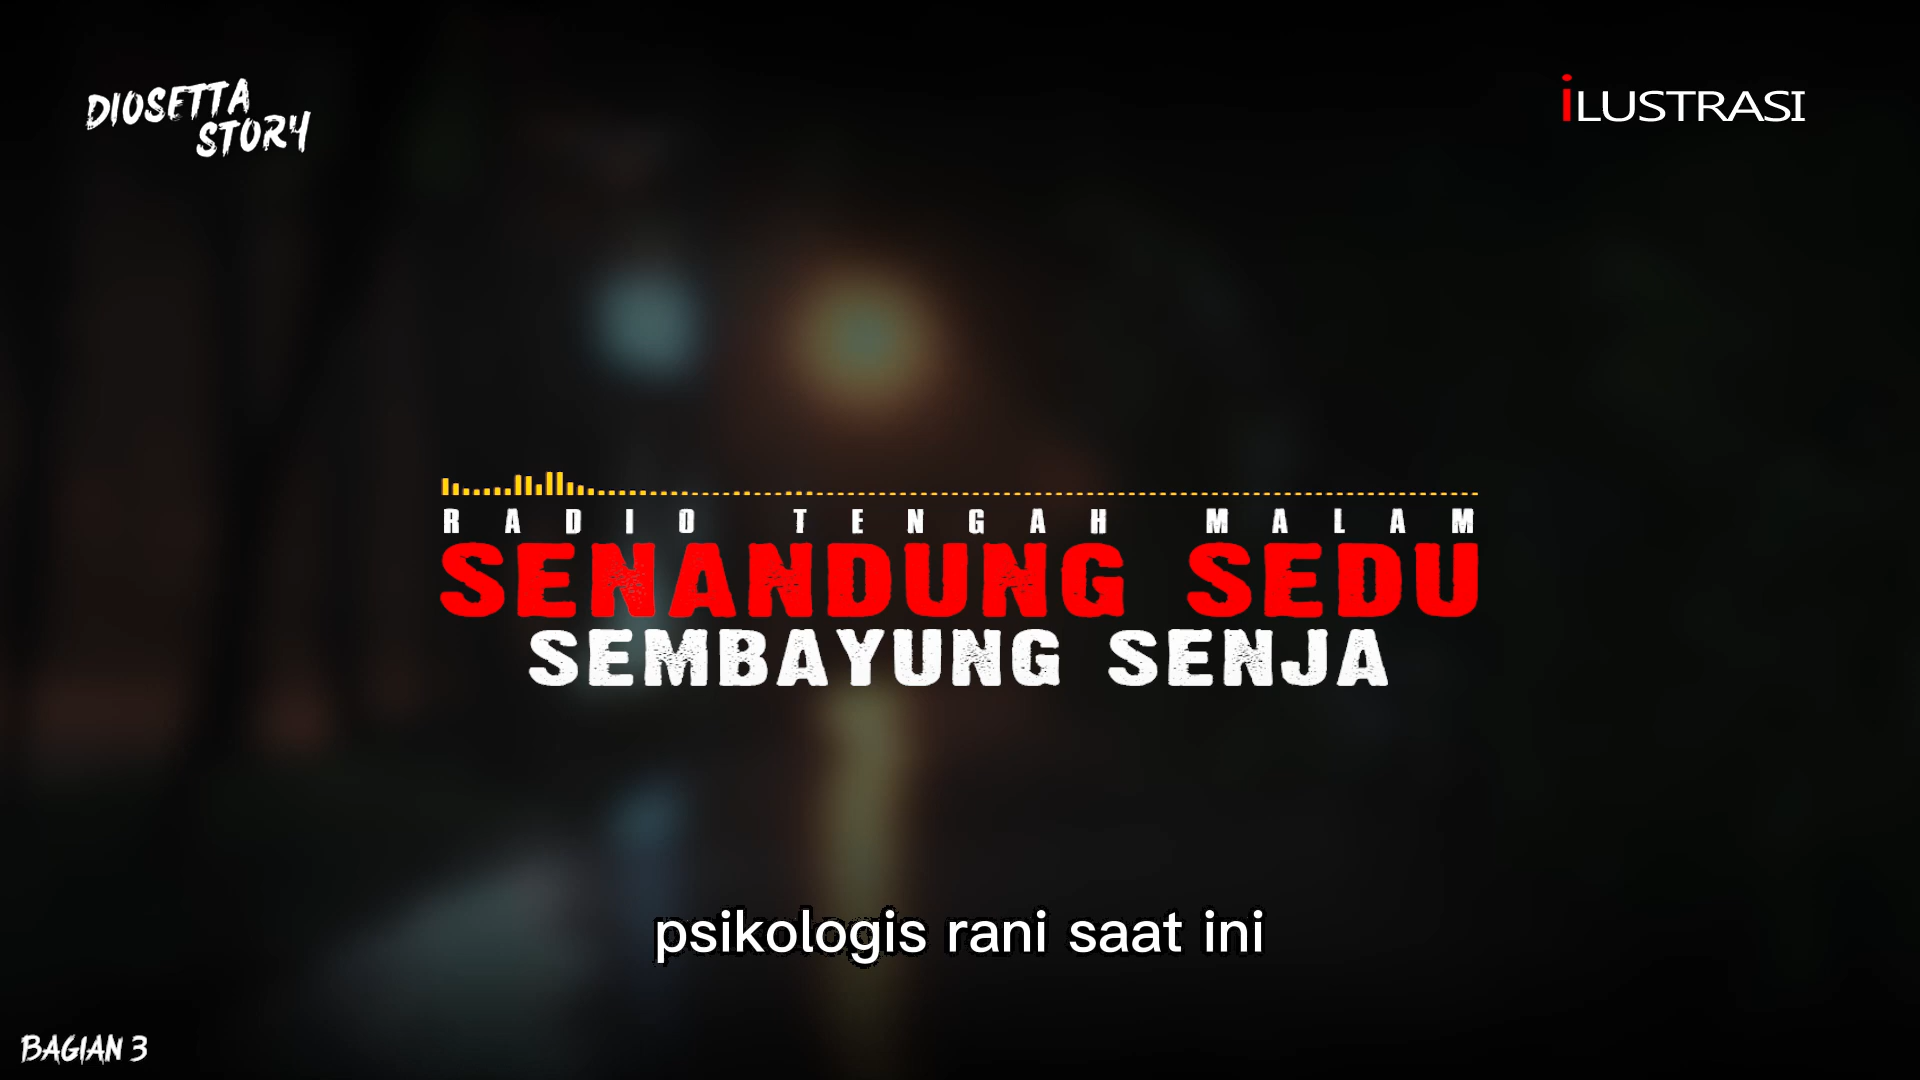 DIOSETTA
STORY
iLUSTRASI
RADIO TENGAH MALAM
SENANDUNG SEDU
SEMBAYUNG SENJA
psikologis rani saat ini
BAGIAN 3